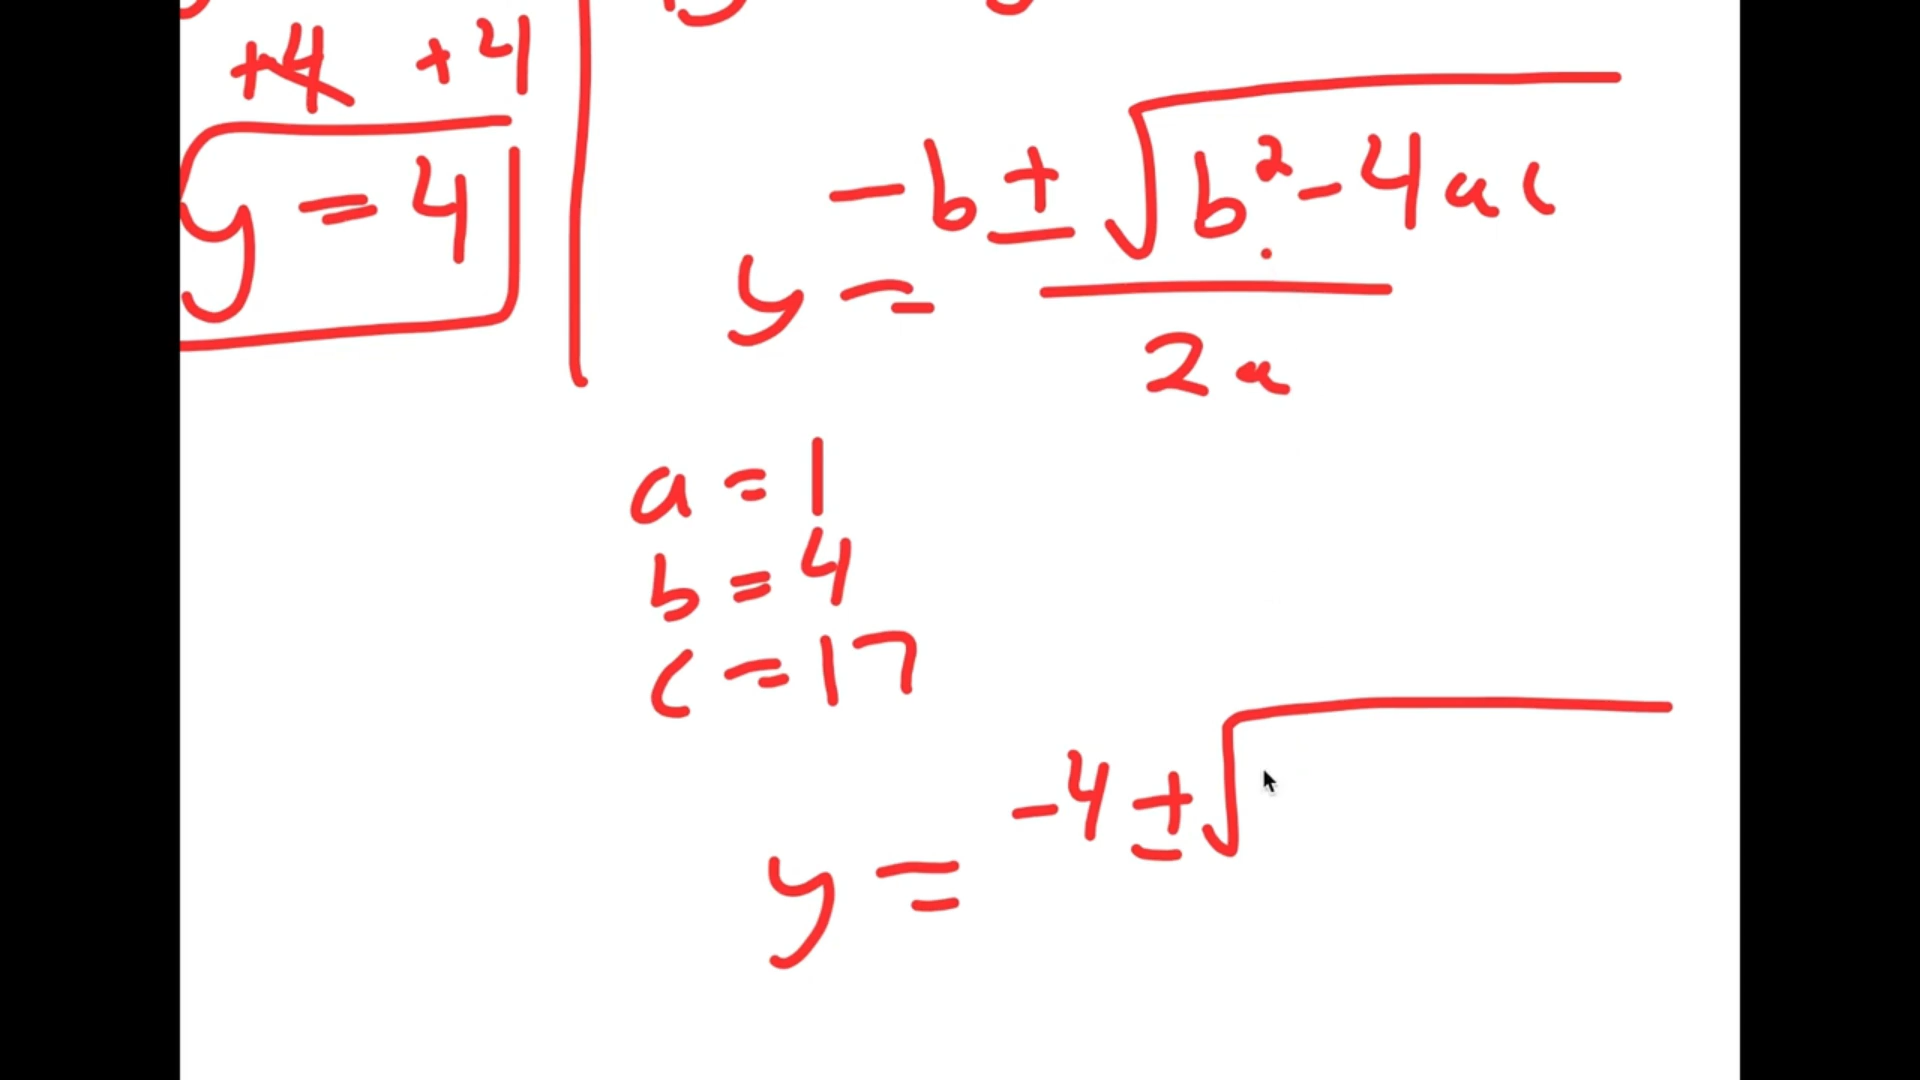 +4 +4
y = 4
y = -b ± √b² - 4ac
2a
a = 1
b = 4
c = 17
y = -4 ± √